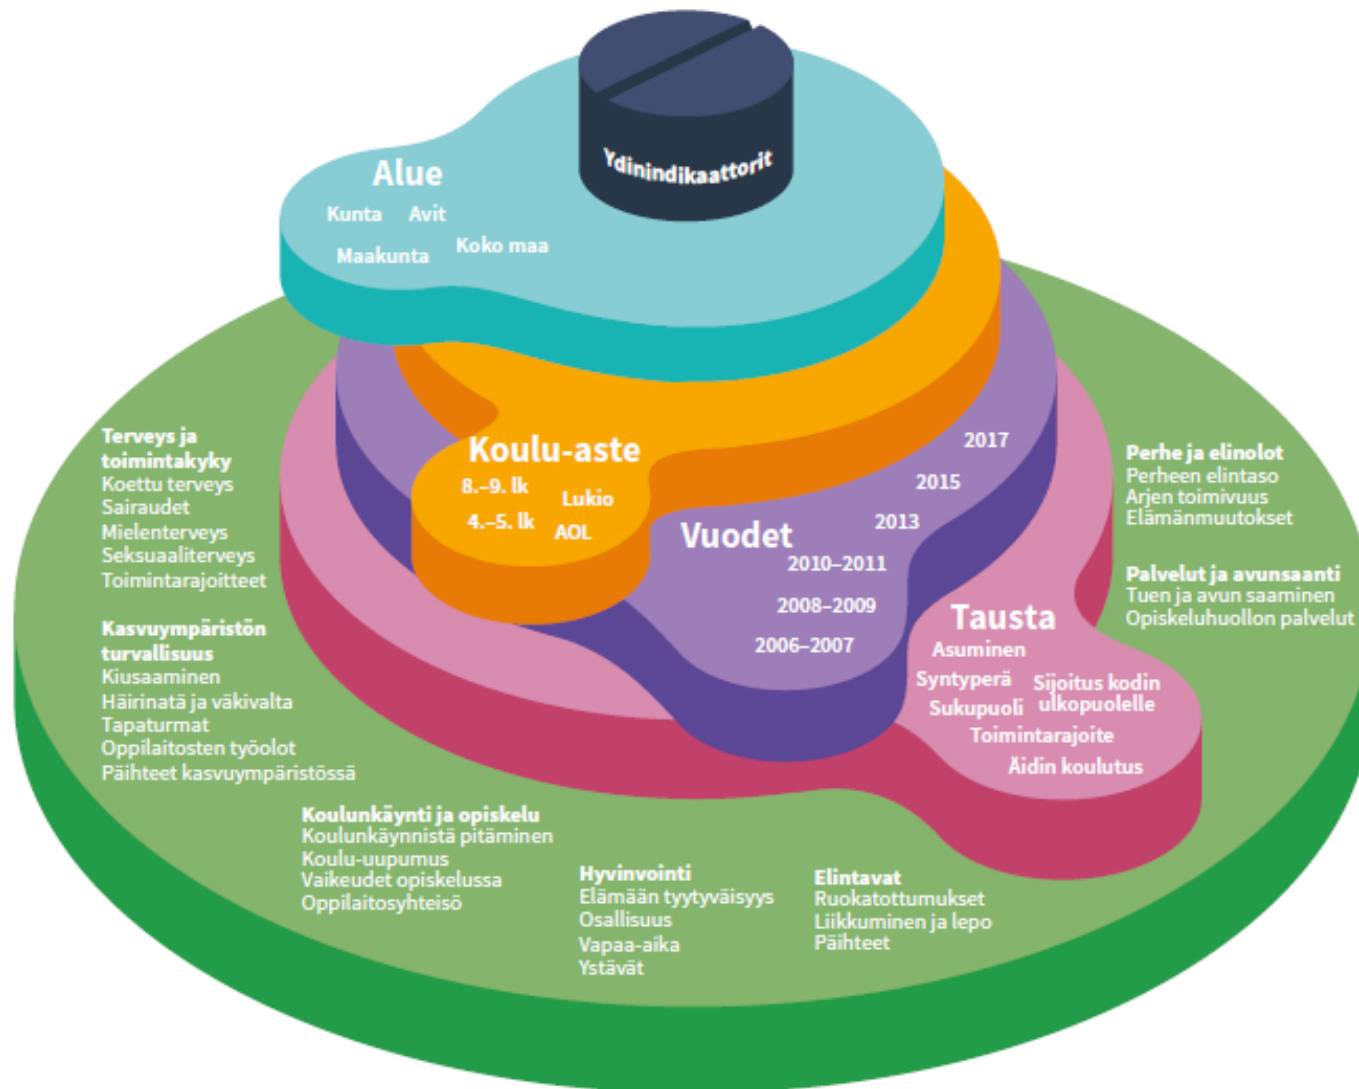 Ydinindikaattorit
Alue
Kunta Avit
Maakunta Koko maa
Koulu-aste
8.–9. lk Lukio
4.–5. lk AOL
Vuodet
2017
2015
2013
2010–2011
2008–2009
2006–2007
Tausta
Asuminen
Syntyperä Sijoitus kodin
ulkopuolelle
Sukupuoli
Toimintarajoite
Äidin koulutus
Terveys ja
toimintakyky
Koettu terveys
Sairaudet
Mielenterveys
Seksuaaliterveys
Toimintarajoitteet
Kasvuympäristön
turvallisuus
Kiusaaminen
Häirinatä ja väkivalta
Tapaturmat
Oppilaitosten työolot
Päihteet kasvuympäristössä
Koulunkäynti ja opiskelu
Koulunkäynnistä pitäminen
Koulu-uupumus
Vaikeudet opiskelussa
Oppilaitosyhteisö
Hyvinvointi
Elämään tyytyväisyys
Osallisuus
Vapaa-aika
Ystävät
Elintavat
Ruokatottumukset
Liikkuminen ja lepo
Päihteet
Perhe ja elinolot
Perheen elintaso
Arjen toimivuus
Elämänmuutokset
Palvelut ja avunsaanti
Tuen ja avun saaminen
Opiskeluhuollon palvelut